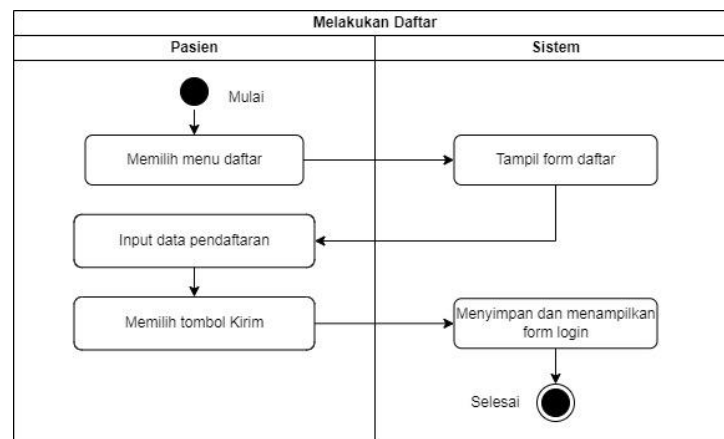 Melakukan Daftar
Pasien
Sistem
Mulai
Memilih menu daftar
Tampil form daftar
Input data pendaftaran
Memilih tombol Kirim
Menyimpan dan menampilkan
form login
Selesai